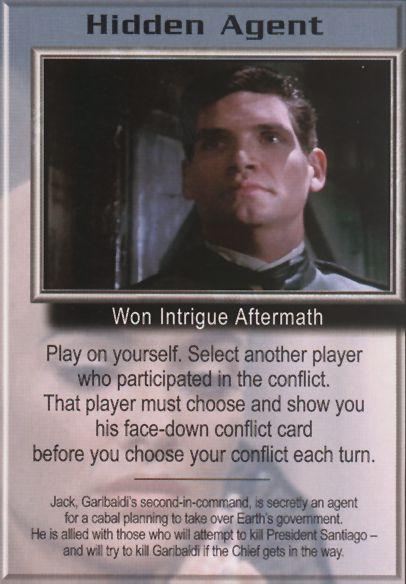 Hidden Agent
Won Intrigue Aftermath
Play on yourself. Select another player
who participated in the conflict.
That player must choose and show you
his face-down conflict card
before you choose your conflict each turn.
Jack, Garibaldi's second-in-command, is secretly an agent
for a cabal planning to take over Earth's government.
He is allied with those who will attempt to kill President Santiago –
and will try to kill Garibaldi if the Chief gets in the way.